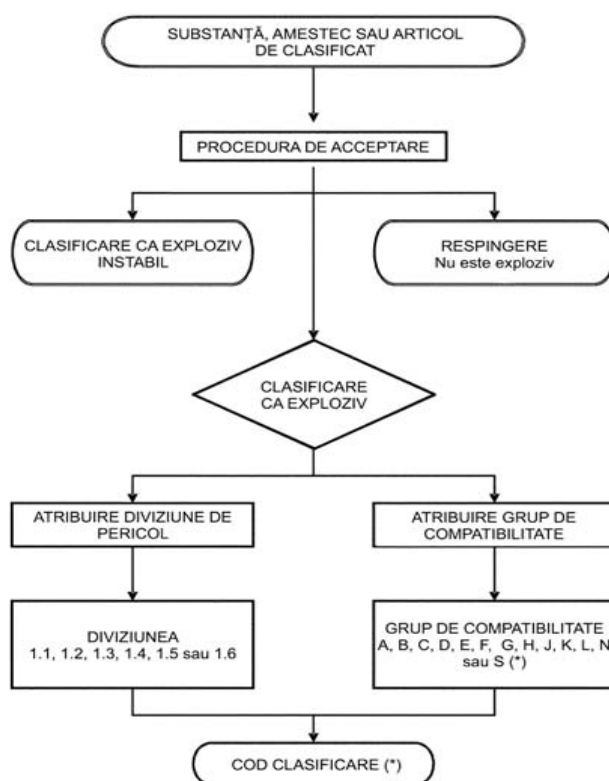 SUBSTANȚĂ, AMESTEC SAU ARTICOL
DE CLASIFICAT
PROCEDURA DE ACCEPTARE
CLASIFICARE CA EXPLOZIV
INSTABIL
RESPINGERE
Nu este exploziv
CLASIFICARE
CA EXPLOZIV
ATRIBUIRE DIVIZIUNE DE
PERICOL
ATRIBUIRE GRUP DE
COMPATIBILITATE
DIVIZIUNEA
1.1, 1.2, 1.3, 1.4, 1.5 sau 1.6
GRUP DE COMPATIBILITATE
A, B, C, D, E, F, G, H, J, K, L, N
sau S (*)
COD CLASIFICARE (*)